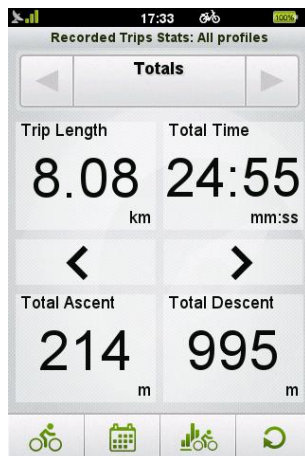 17:33 100%
Recorded Trips Stats: All profiles
Totals
Trip Length Total Time
8.08 24:55
km mm:ss
Total Ascent Total Descent
214 995
m m